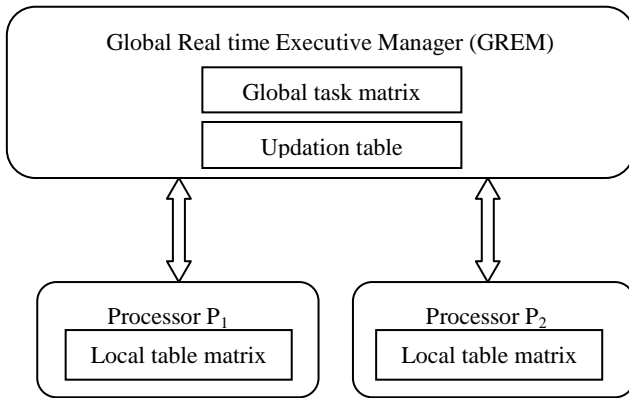 Global Real time Executive Manager (GREM)
Global task matrix
Updation table
Processor P₁
Local table matrix
Processor P₂
Local table matrix